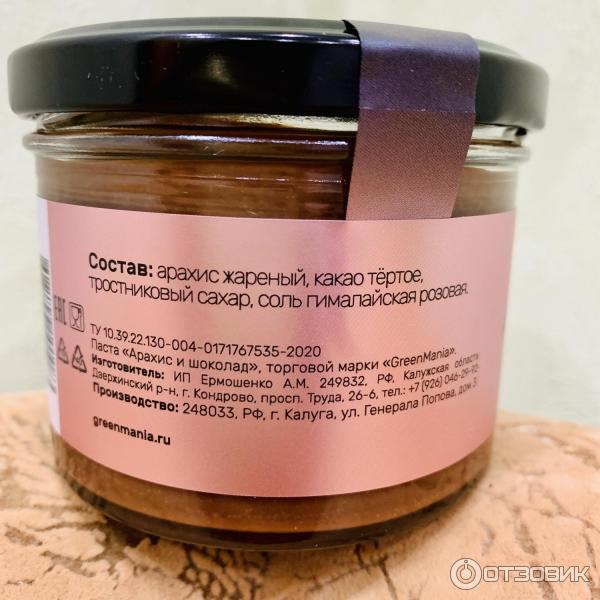 Состав: арахис жареный, какао тёртое,
тростниковый сахар, соль гималайская розовая.
EAC
ТУ 10.39.22.130-004-0171767535-2020
Паста «Арахис и шоколад», торговой марки «GreenMania».
Изготовитель: ИП Ермошенко А.М. 249832, РФ, Калужская область,
Дзержинский р-н, г. Кондрово, просп. Труда, 26-6, тел.: +7 (926) 046-29-92.
Производство: 248033, РФ, г. Калуга, ул. Генерала Попова, дом 3.
greenmania.ru
ОТЗОВИК